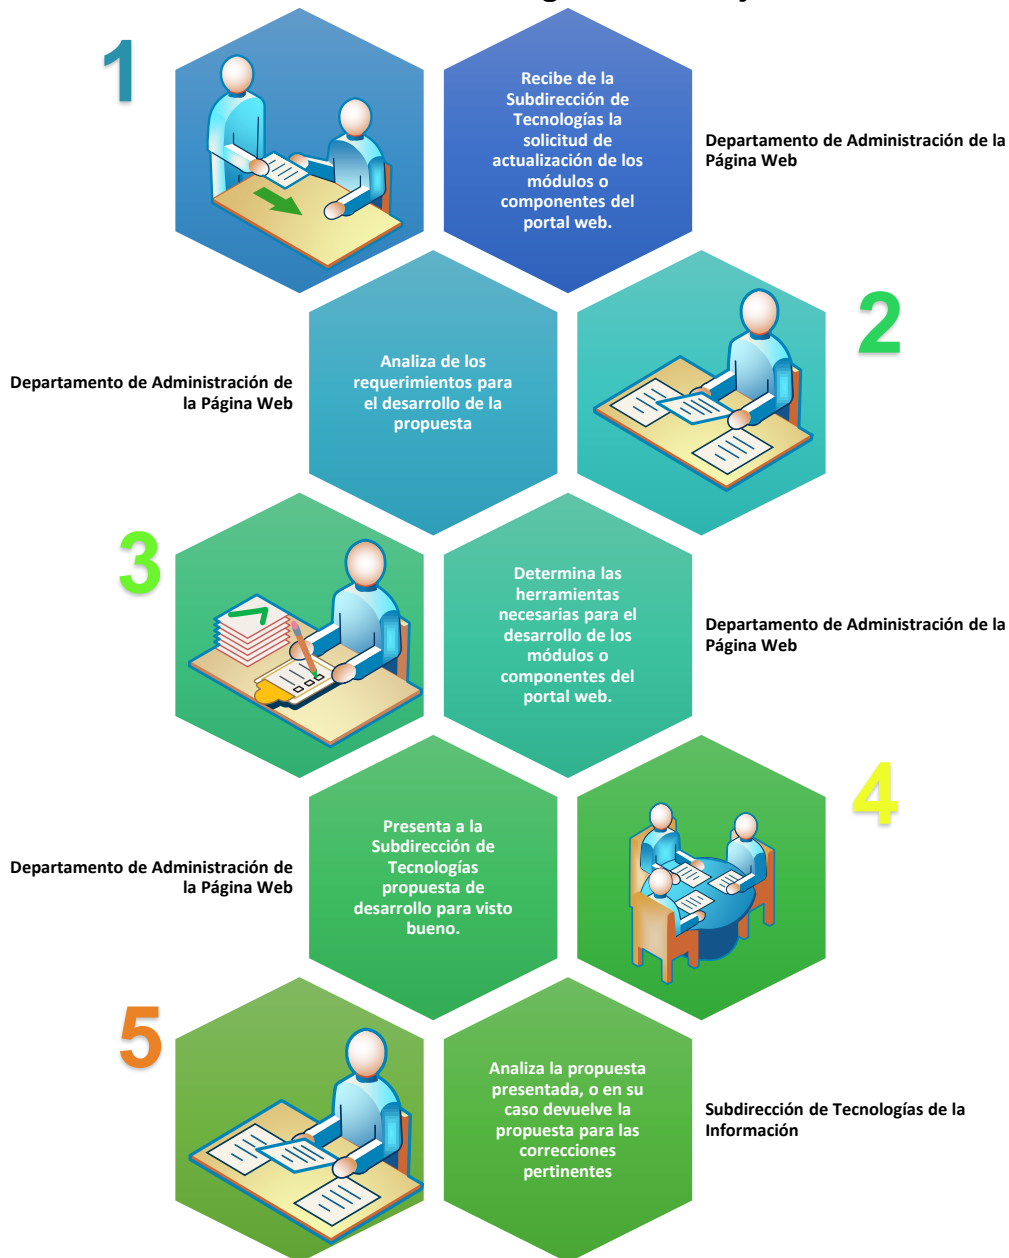 1
Recibe de la
Subdirección de
Tecnologías la
solicitud de
actualización de los
módulos o
componentes del
portal web.
Departamento de Administración de la
Página Web
2
Analiza de los
requerimientos para
el desarrollo de la
propuesta
Departamento de Administración de
la Página Web
3
Determina las
herramientas
necesarias para el
desarrollo de los
módulos o
componentes del
portal web.
Departamento de Administración de la
Página Web
4
Presenta a la
Subdirección de
Tecnologías
propuesta de
desarrollo para visto
bueno.
Departamento de Administración de
la Página Web
5
Analiza la propuesta
presentada, o en su
caso devuelve la
propuesta para las
correcciones
pertinentes
Subdirección de Tecnologías de la
Información